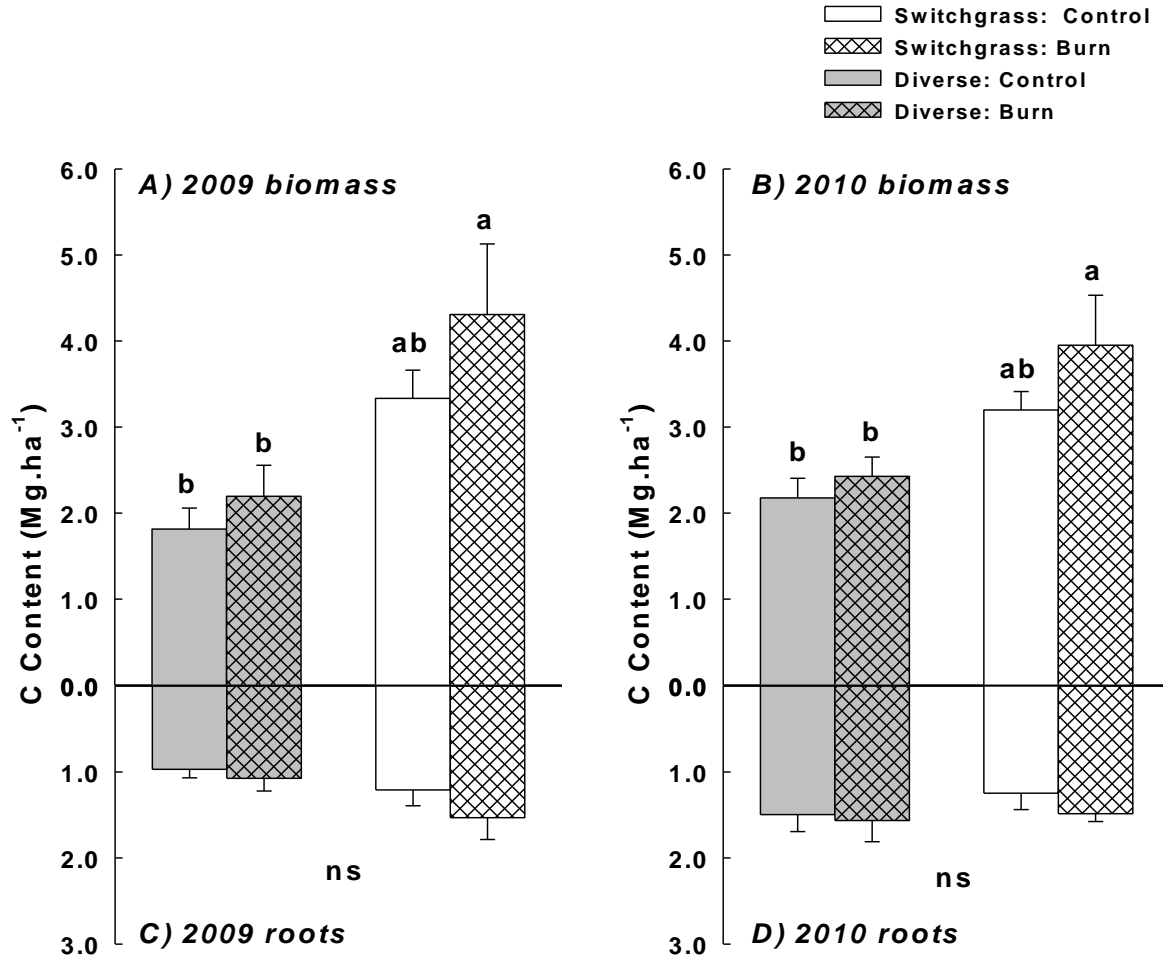 Switchgrass: Control
Switchgrass: Burn
Diverse: Control
Diverse: Burn
A) 2009 biomass
6.0
5.0
4.0
3.0
2.0
1.0
0.0
1.0
2.0
3.0
C Content (Mg.ha⁻¹)
b
b
ab
a
ns
C) 2009 roots
B) 2010 biomass
6.0
5.0
4.0
3.0
2.0
1.0
0.0
1.0
2.0
3.0
C Content (Mg.ha⁻¹)
b
b
ab
a
ns
D) 2010 roots